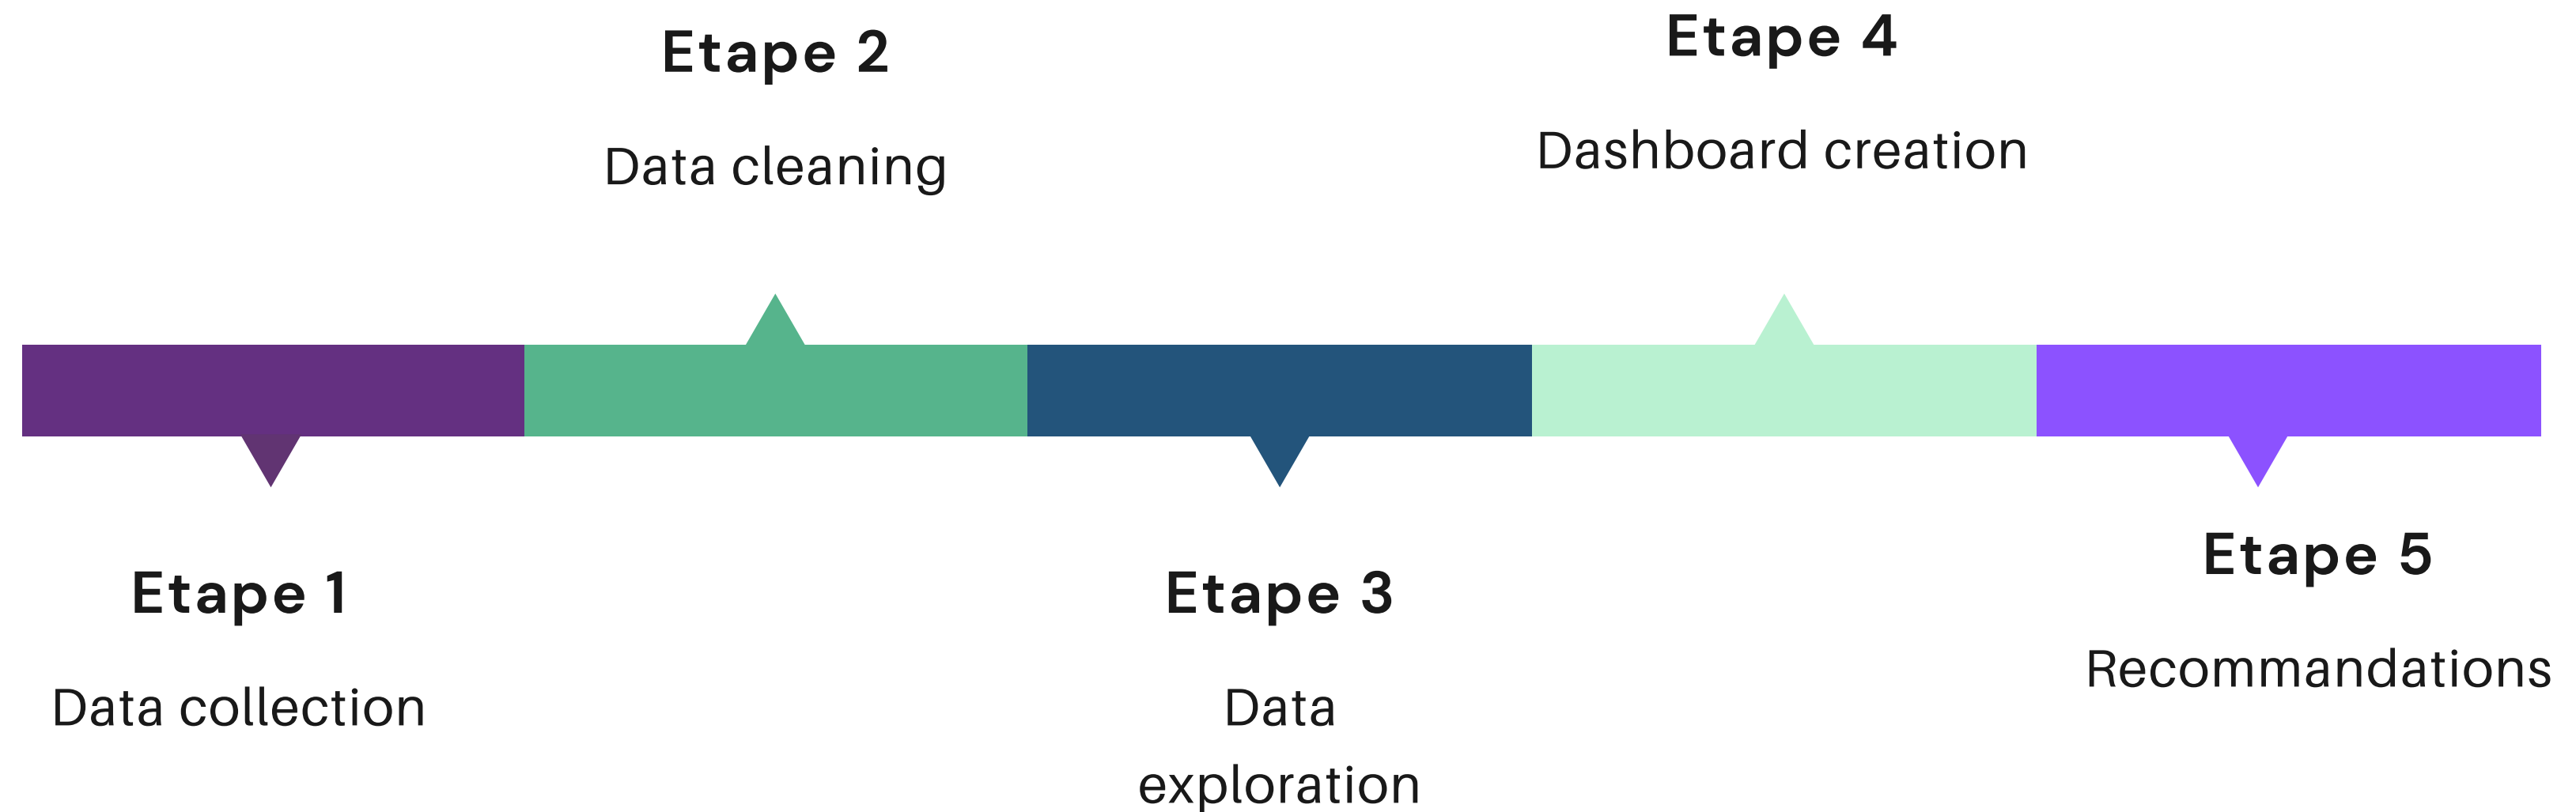 Etape 1
Data collection
Etape 2
Data cleaning
Etape 3
Data
exploration
Etape 4
Dashboard creation
Etape 5
Recommandations